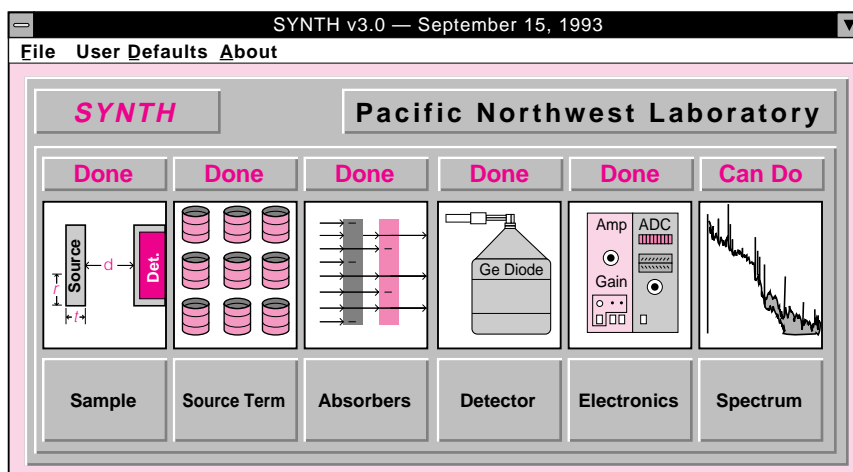 SYNTH v3.0 — September 15, 1993
File User Defaults About
SYNTH
Pacific Northwest Laboratory
Done Done Done Done Done Can Do
Source
d
Det.
r
t
Ge Diode
Amp ADC
Gain
Sample Source Term Absorbers Detector Electronics Spectrum